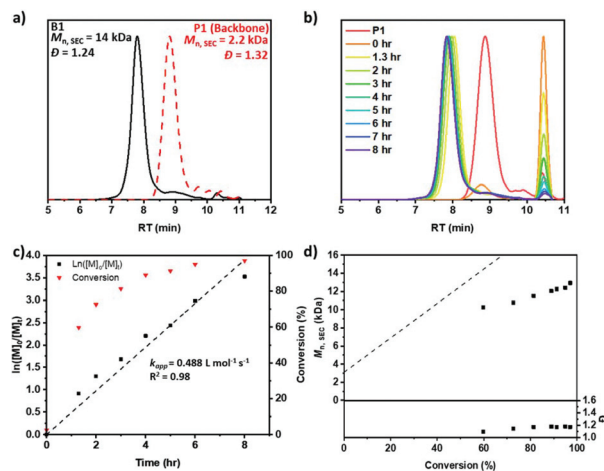 a)
B1
Mn, SEC = 14 kDa
Đ = 1.24
P1 (Backbone)
Mn, SEC = 2.2 kDa
Đ = 1.32
5 6 7 8 9 10 11 12
RT (min)
b)
P1
0 hr
1.3 hr
2 hr
3 hr
4 hr
5 hr
6 hr
7 hr
8 hr
5 6 7 8 9 10 11
RT (min)
c)
4.0
3.5
3.0
2.5
2.0
1.5
1.0
0.5
0.0
ln([M]0/[M]t)
Ln([M]0/[M]t)
Conversion
kapp = 0.488 L mol-1 s-1
R2 = 0.98
100
80
60
40
20
0
Conversion (%)
0 2 4 6 8
Time (hr)
d)
16
14
12
10
8
6
4
2
0
Mn, SEC (kDa)
1.6
1.4
1.2
1.0
Đ
0 20 40 60 80 100
Conversion (%)